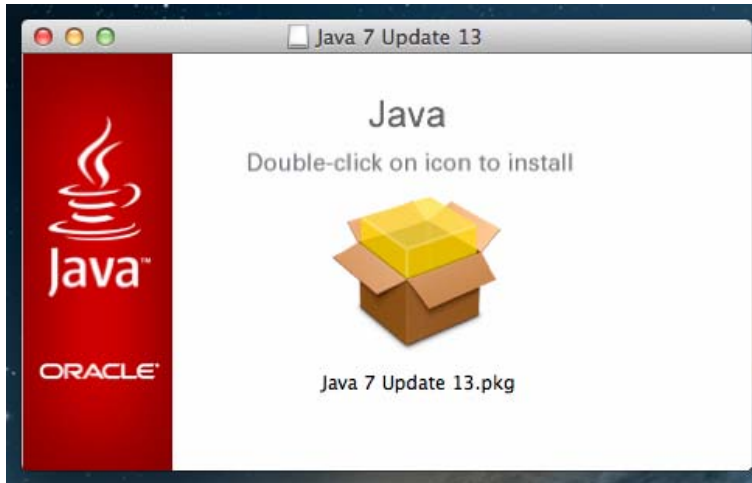 Java 7 Update 13
Java
Double-click on icon to install
Java™
ORACLE®
Java 7 Update 13.pkg